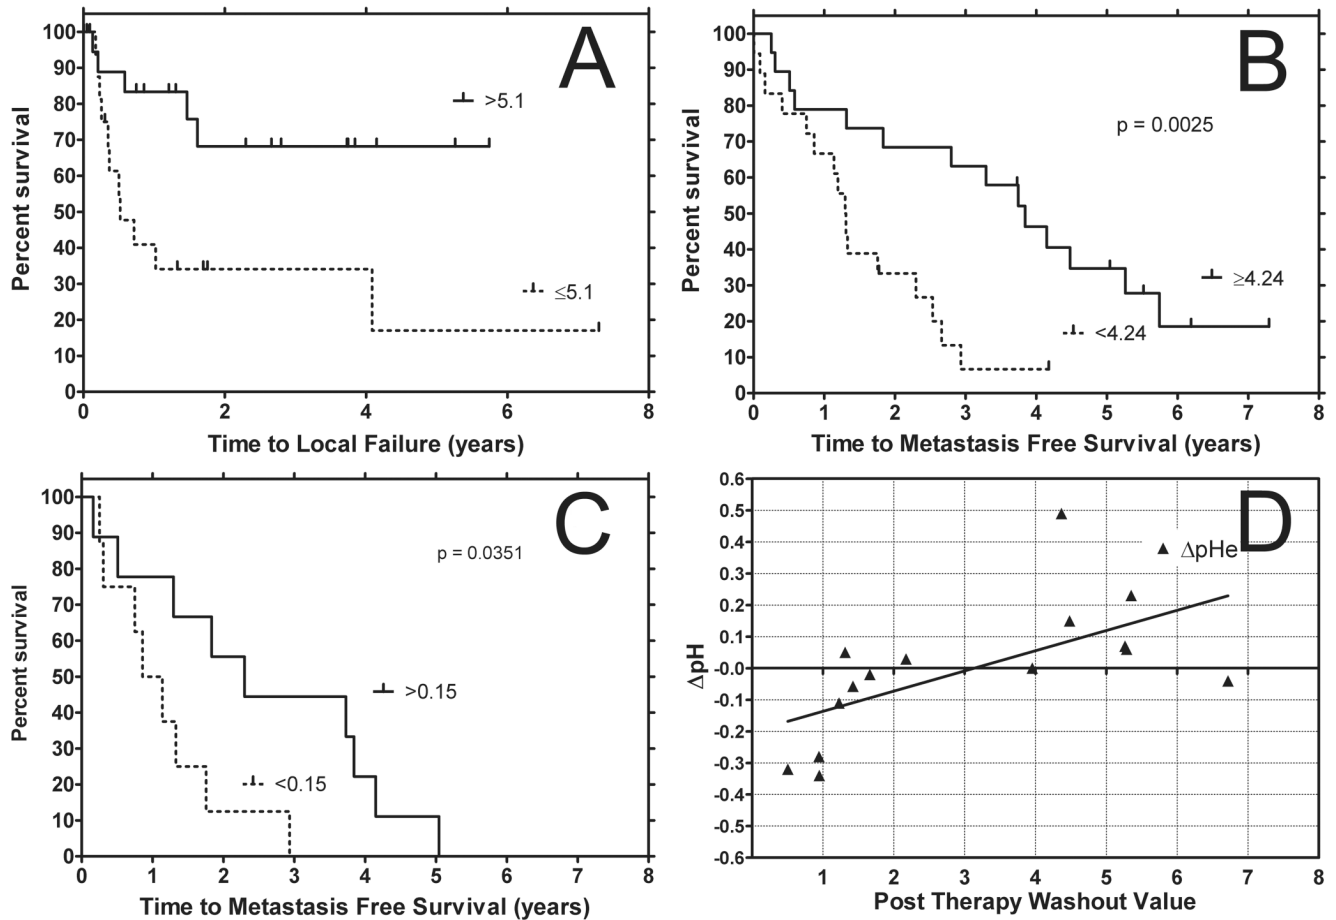 A
100
90
80
70
60
50
40
30
20
10
0
Percent survival
>5.1
≤5.1
0 2 4 6 8
Time to Local Failure (years)
B
100
90
80
70
60
50
40
30
20
10
0
Percent survival
p = 0.0025
≥4.24
<4.24
0 1 2 3 4 5 6 7 8
Time to Metastasis Free Survival (years)
C
100
90
80
70
60
50
40
30
20
10
0
Percent survival
p = 0.0351
>0.15
<0.15
0 1 2 3 4 5 6 7 8
Time to Metastasis Free Survival (years)
D
0.6
0.5
0.4
0.3
0.2
0.1
-0.0
-0.1
-0.2
-0.3
-0.4
-0.5
-0.6
ΔpH
ΔpHe
1 2 3 4 5 6 7 8
Post Therapy Washout Value